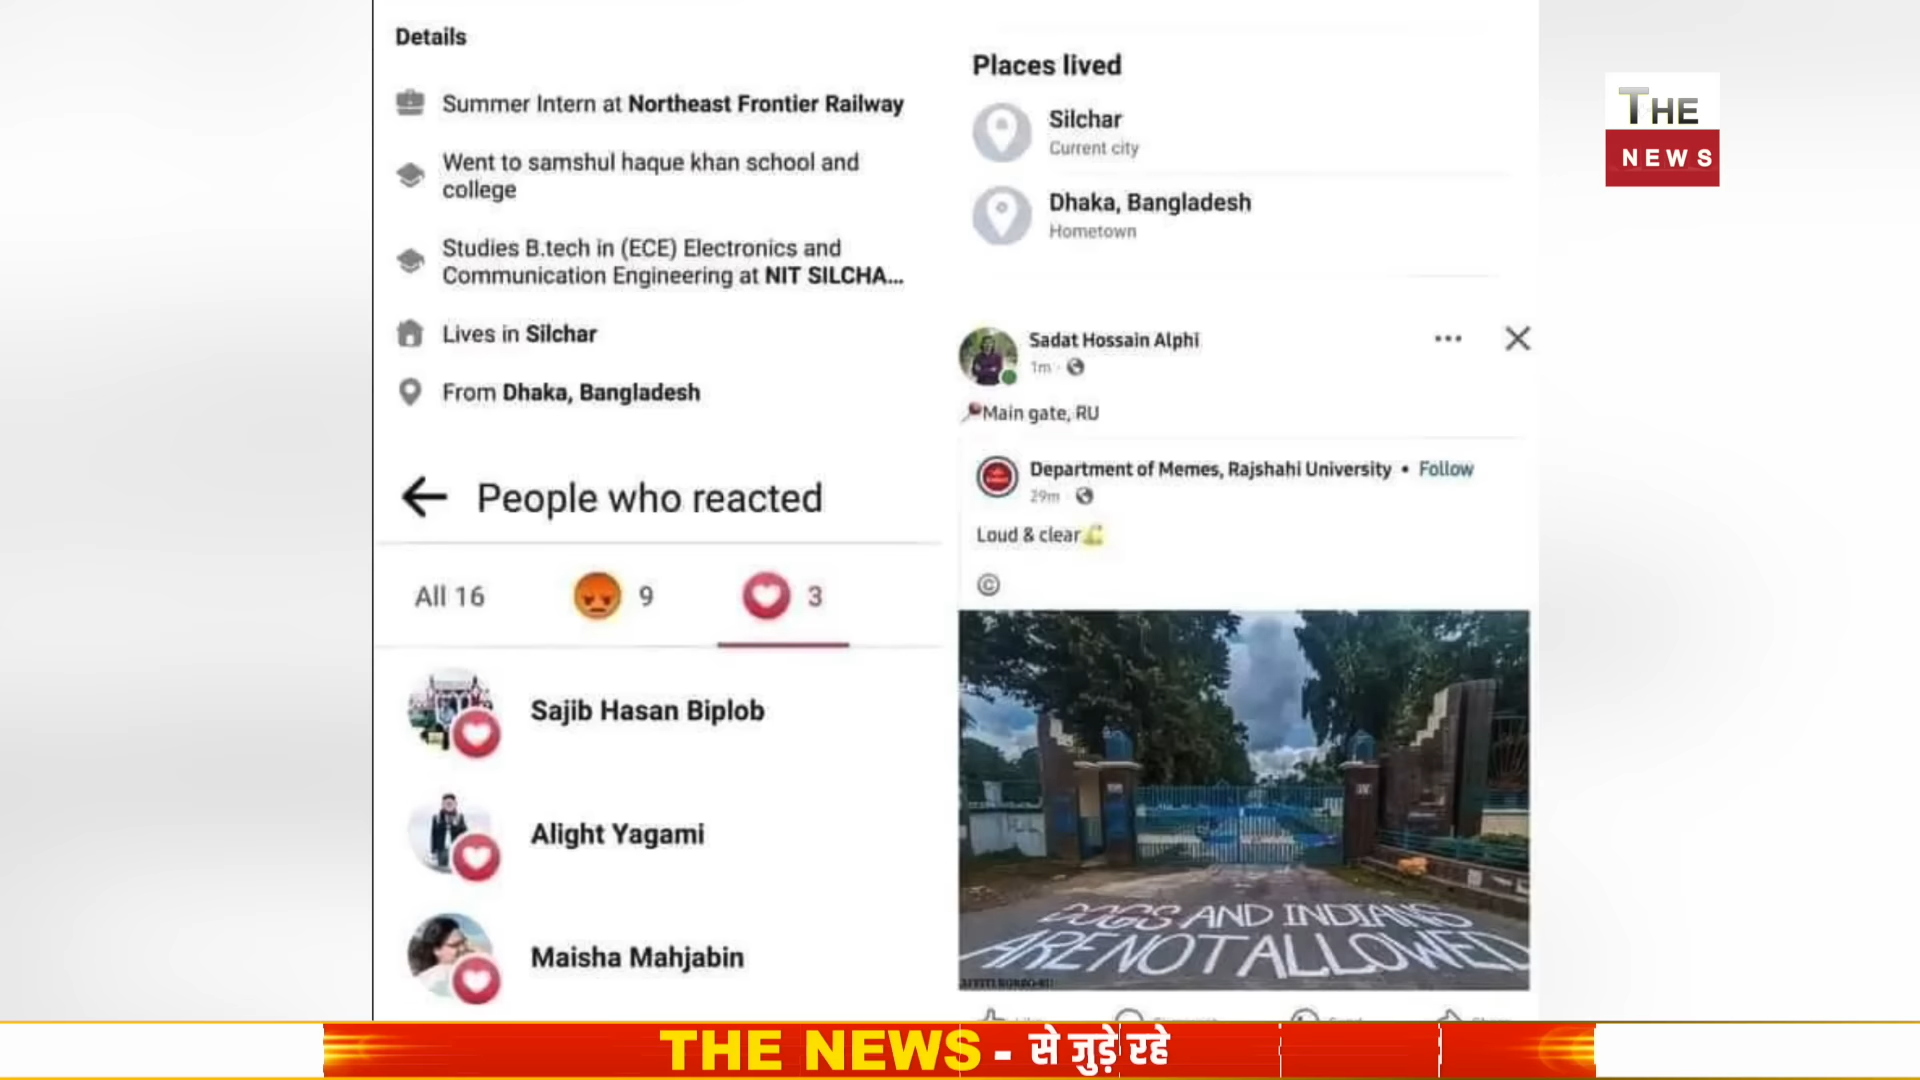 Details
Summer Intern at Northeast Frontier Railway
Went to samshul haque khan school and
college
Studies B.tech in (ECE) Electronics and
Communication Engineering at NIT SILCHA...
Lives in Silchar
From Dhaka, Bangladesh
People who reacted
All 16
9
3
Sajib Hasan Biplob
Alight Yagami
Maisha Mahjabin
Places lived
Silchar
Current city
Dhaka, Bangladesh
Hometown
Sadat Hossain Alphi
1m
Main gate, RU
Department of Memes, Rajshahi University • Follow
29m
Loud & clear
©
DOGS AND INDIANS
ARE NOT ALLOWED
THE
NEWS
THE NEWS - से जुड़े रहे